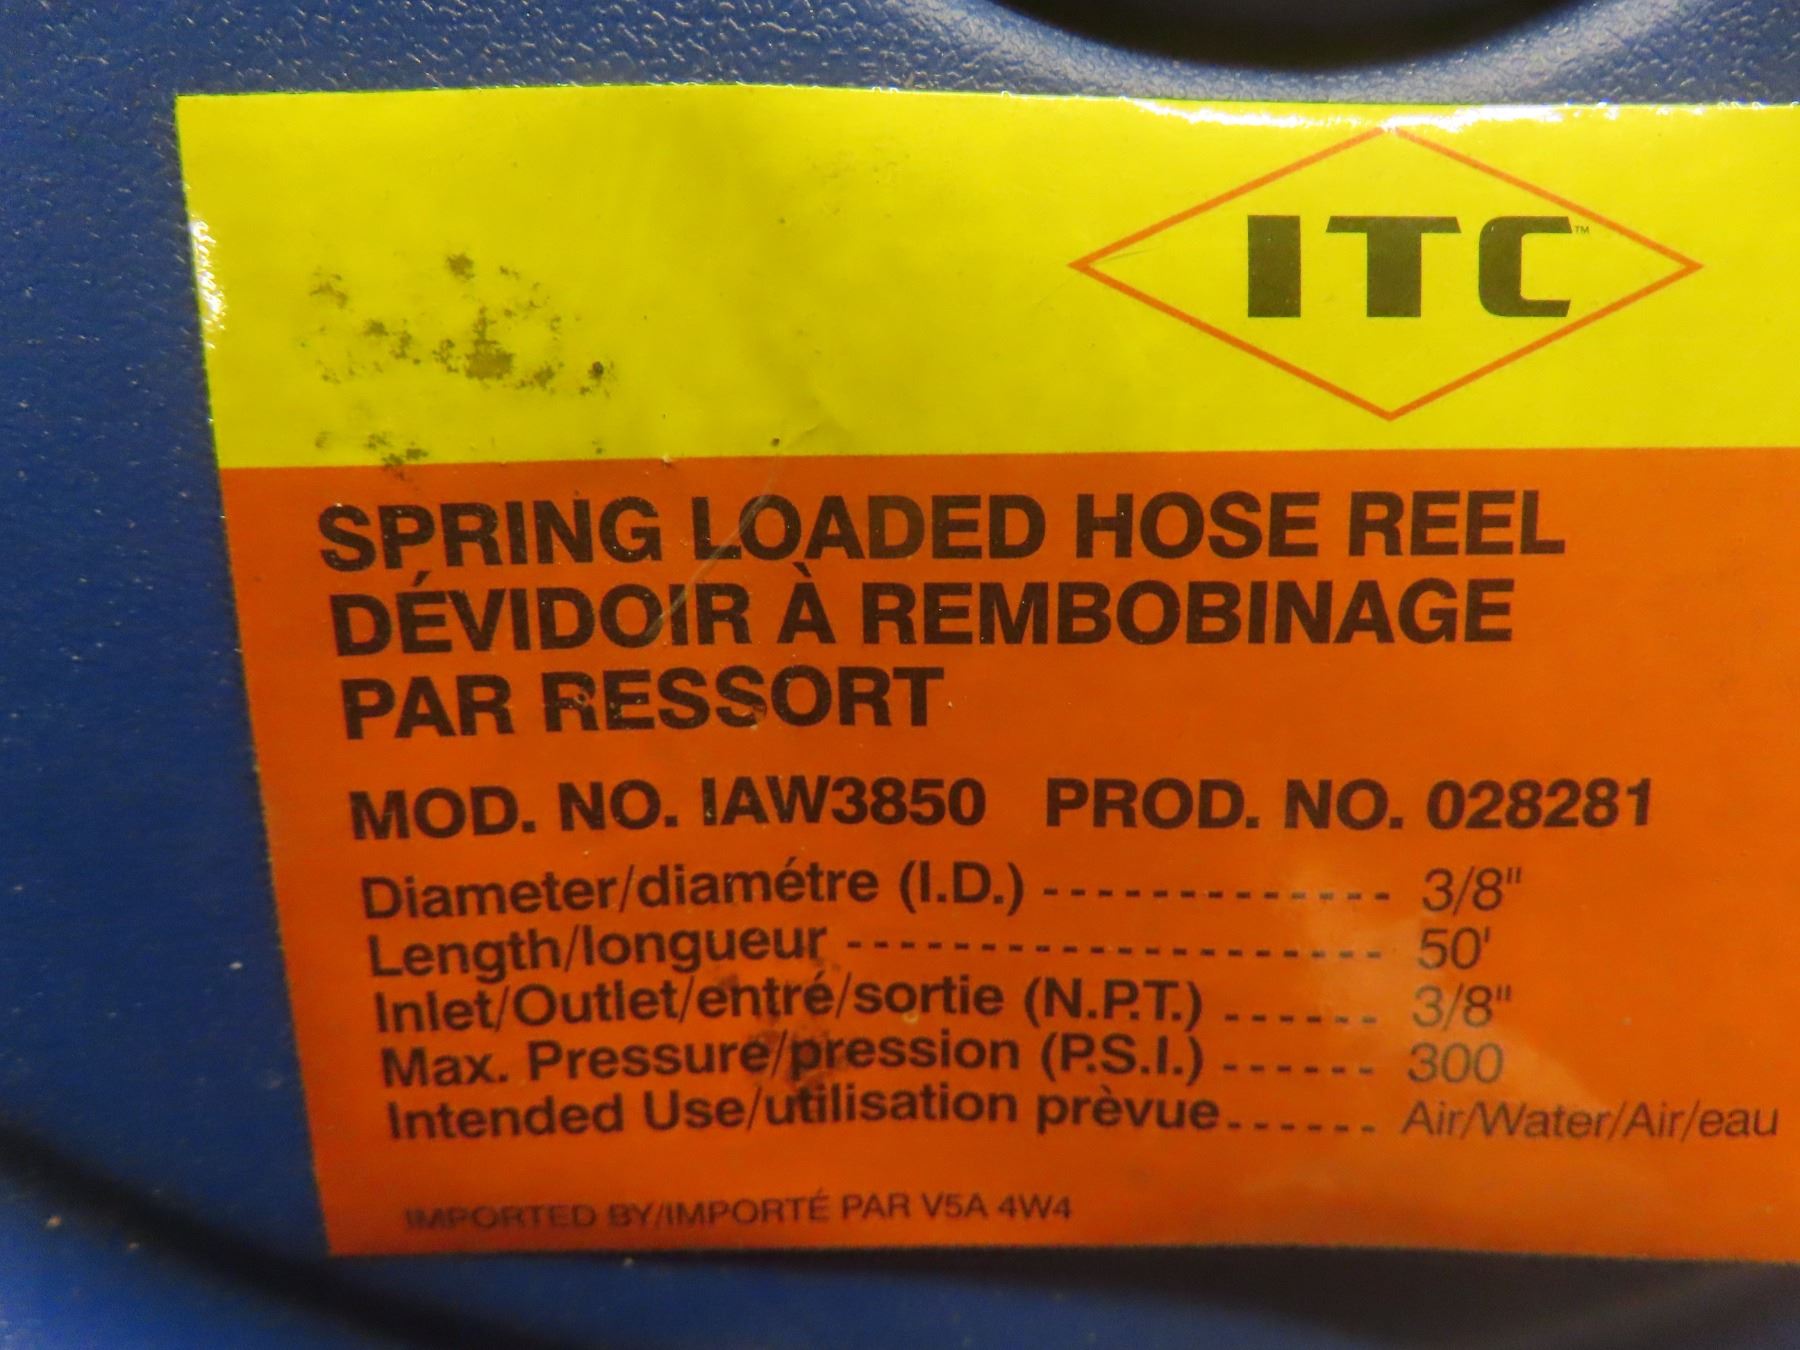 ITC™
SPRING LOADED HOSE REEL
DÉVIDOIR À REMBOBINAGE
PAR RESSORT
MOD. NO. IAW3850 PROD. NO. 028281
Diameter/diamétre (I.D.) ------------- 3/8"
Length/longueur -------------------- 50'
Inlet/Outlet/entré/sortie (N.P.T.) ------ 3/8"
Max. Pressure/pression (P.S.I.) ------ 300
Intended Use/utilisation prèvue...... Air/Water/Air/eau
IMPORTED BY/IMPORTÉ PAR V5A 4W4